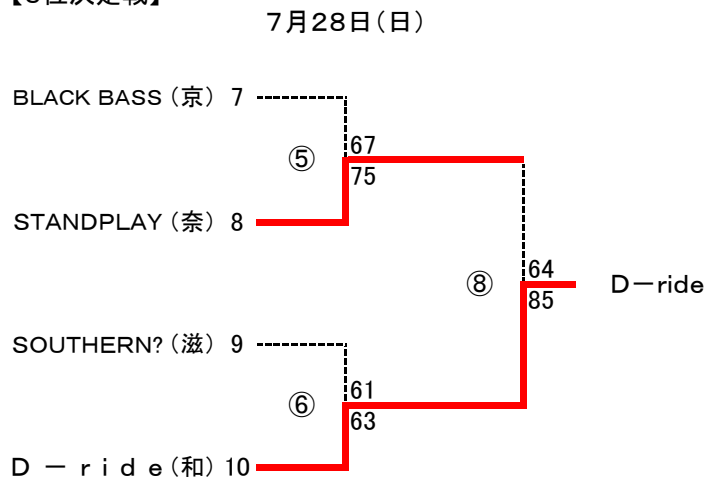 7月28日(日)
BLACK BASS (京) 7
⑤
67
75
STANDPLAY (奈) 8
⑧
64
85
D－ride
SOUTHERN? (滋) 9
⑥
61
63
D － r i d e (和) 10